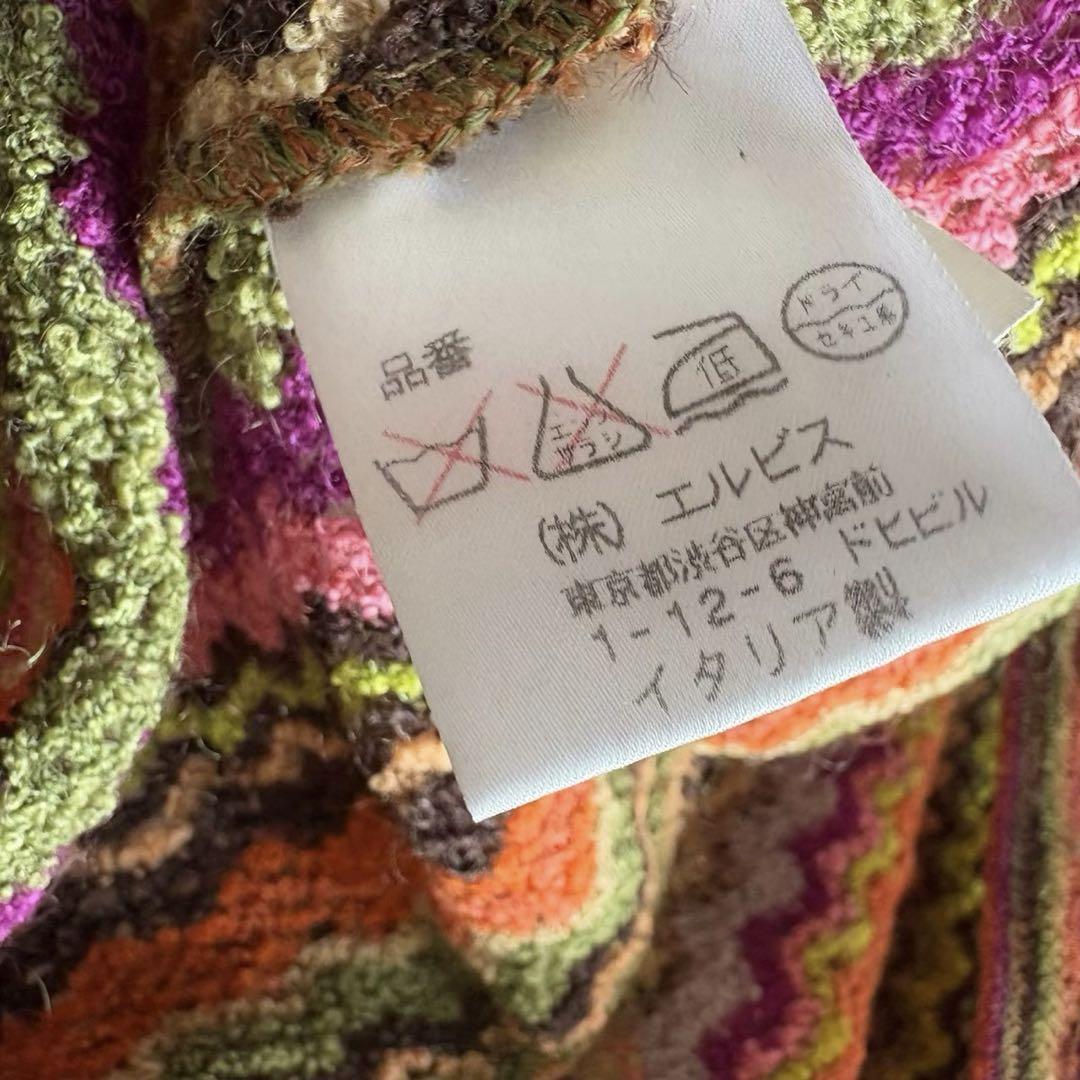 品番
エンソ
サラシ
低
ドライ
セキユ系
(株) エルビス
東京都渋谷区神宮前
1-12-6 ドヒビル
イタリア製